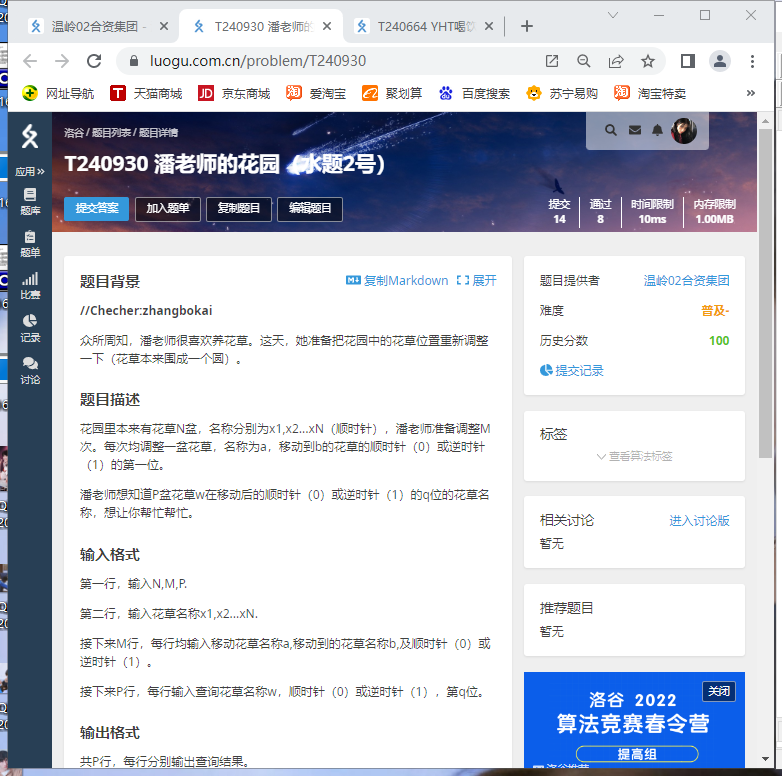 温岭02合资集团 -
T240930 潘老师的
T240664 YHT喝
luogu.com.cn/problem/T240930
网址导航
天猫商城
京东商城
爱淘宝
聚划算
百度搜索
苏宁易购
淘宝特卖
»
洛谷 / 题目列表 / 题目详情
T240930 潘老师的花园（水题2号）
应用 »
题库
题单
比赛
记录
讨论
提交答案
加入题单
复制题目
编辑题目
提交
14
通过
8
时间限制
10ms
内存限制
1.00MB
题目背景
复制Markdown
展开
//Checher:zhangbokai
众所周知，潘老师很喜欢养花草。这天，她准备把花园中的花草位置重新调整
一下（花草本来围成一个圆）。
题目描述
花园里本来有花草N盆，名称分别为x1,x2...xN（顺时针），潘老师准备调整M
次。每次均调整一盆花草，名称为a，移动到b的花草的顺时针（0）或逆时针
（1）的第一位。
潘老师想知道P盆花草w在移动后的顺时针（0）或逆时针（1）的q位的花草名
称，想让你帮忙帮忙。
输入格式
第一行，输入N,M,P.
第二行，输入花草名称x1,x2...xN.
接下来M行，每行均输入移动花草名称a,移动到的花草名称b,及顺时针（0）或
逆时针（1）。
接下来P行，每行输入查询花草名称w，顺时针（0）或逆时针（1），第q位。
输出格式
共P行，每行分别输出查询结果。
题目提供者
温岭02合资集团
难度
普及-
历史分数
100
提交记录
标签
查看算法标签
相关讨论
进入讨论版
暂无
推荐题目
暂无
关闭
洛谷 2022
算法竞赛春令营
提高组
洛谷推荐